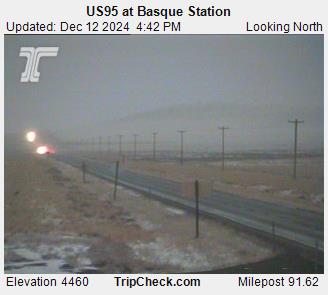 US95 at Basque Station
Updated: Dec 12 2024 4:42 PM Looking North
Elevation 4460 TripCheck.com Milepost 91.62